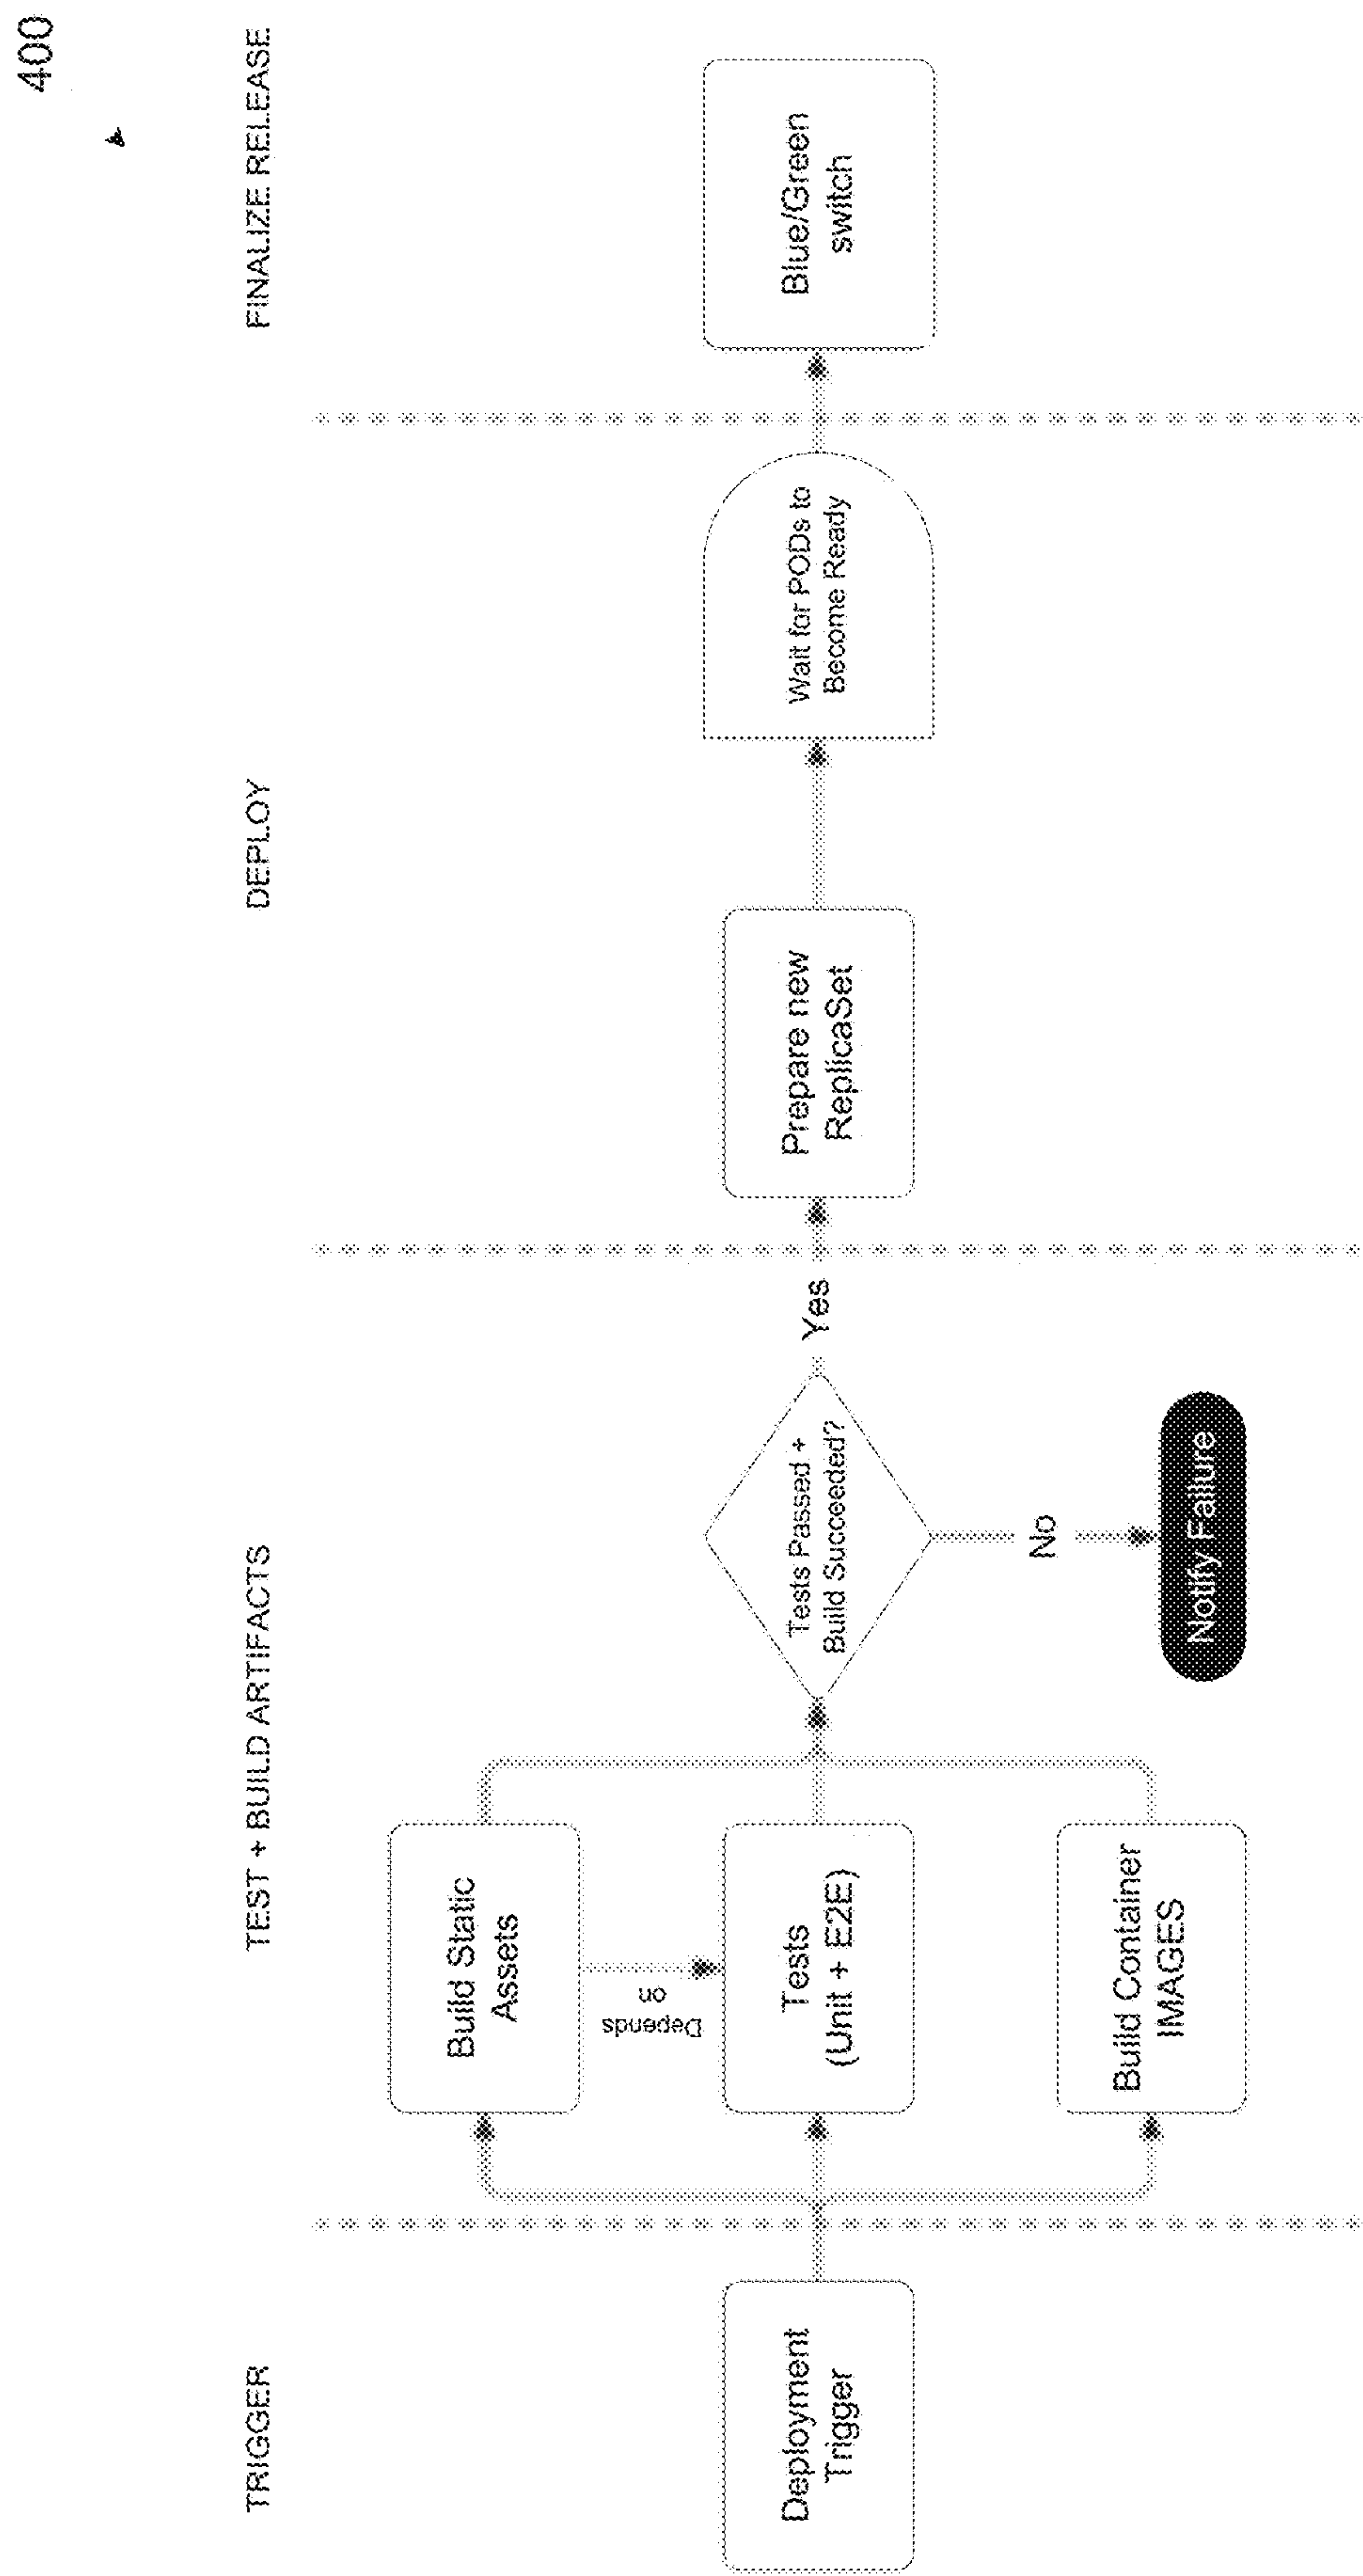 400
TRIGGER
TEST + BUILD ARTIFACTS
DEPLOY
FINALIZE RELEASE
Deployment
Trigger
Build Static
Assets
Depends
on
Tests
(Unit + E2E)
Build Container
IMAGES
Tests Passed +
Build Succeeded?
Yes
No
Notify Failure
Prepare new
ReplicaSet
Wait for PODs to
Become Ready
Blue/Green
switch